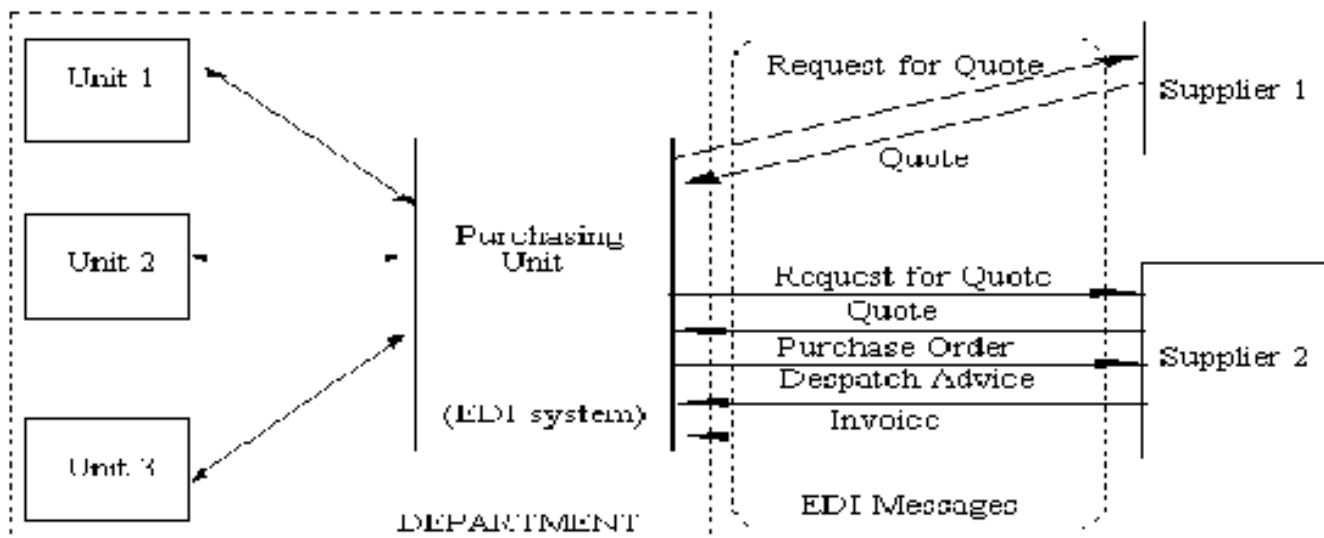 Unit 1
Unit 2
Unit 3
Purchasing
Unit
(EDI system)
DEPARTMENT
Request for Quote
Quote
Supplier 1
Request for Quote
Quote
Purchase Order
Despatch Advice
Invoice
Supplier 2
EDI Messages